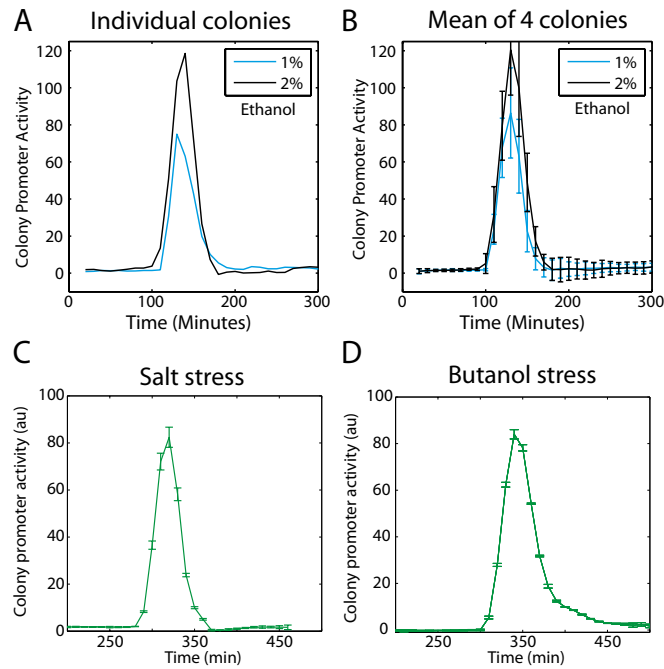 A
Individual colonies
Colony Promoter Activity
120
100
80
60
40
20
0
1%
2%
Ethanol
0
100
200
300
Time (Minutes)
B
Mean of 4 colonies
Colony Promoter Activity
120
100
80
60
40
20
0
1%
2%
Ethanol
0
100
200
300
Time (Minutes)
C
Salt stress
Colony promoter activity (au)
100
80
60
40
20
0
250
350
450
Time (min)
D
Butanol stress
Colony promoter activity (au)
100
80
60
40
20
0
250
350
450
Time (min)